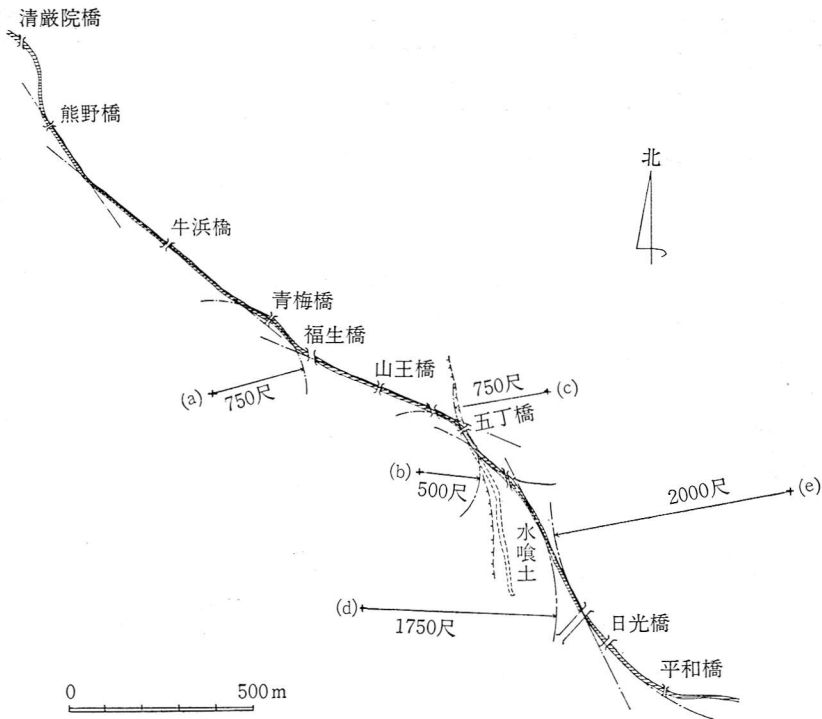 清厳院橋
熊野橋
北
牛浜橋
青梅橋
福生橋
山王橋
(a)
750尺
750尺
(c)
五丁橋
(b)
500尺
2000尺
(e)
水喰土
(d)
1750尺
日光橋
平和橋
0 500m